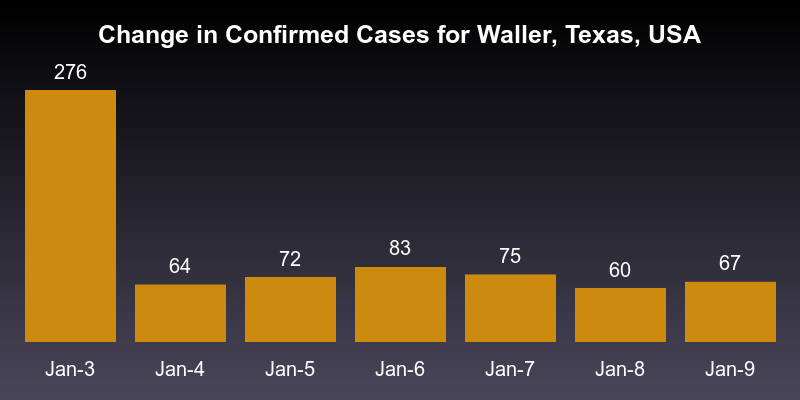 Change in Confirmed Cases for Waller, Texas, USA
276
64
72
83
75
60
67
Jan-3
Jan-4
Jan-5
Jan-6
Jan-7
Jan-8
Jan-9